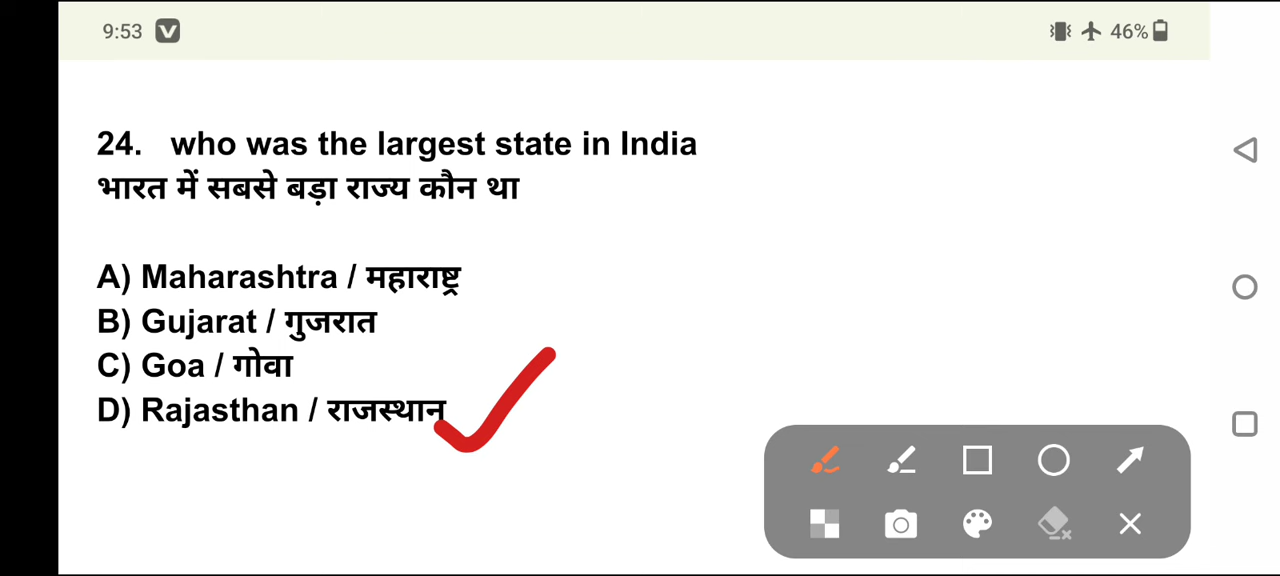 9:53
46%
24. who was the largest state in India
भारत में सबसे बड़ा राज्य कौन था
A) Maharashtra / महाराष्ट्र
B) Gujarat / गुजरात
C) Goa / गोवा
D) Rajasthan / राजस्थान